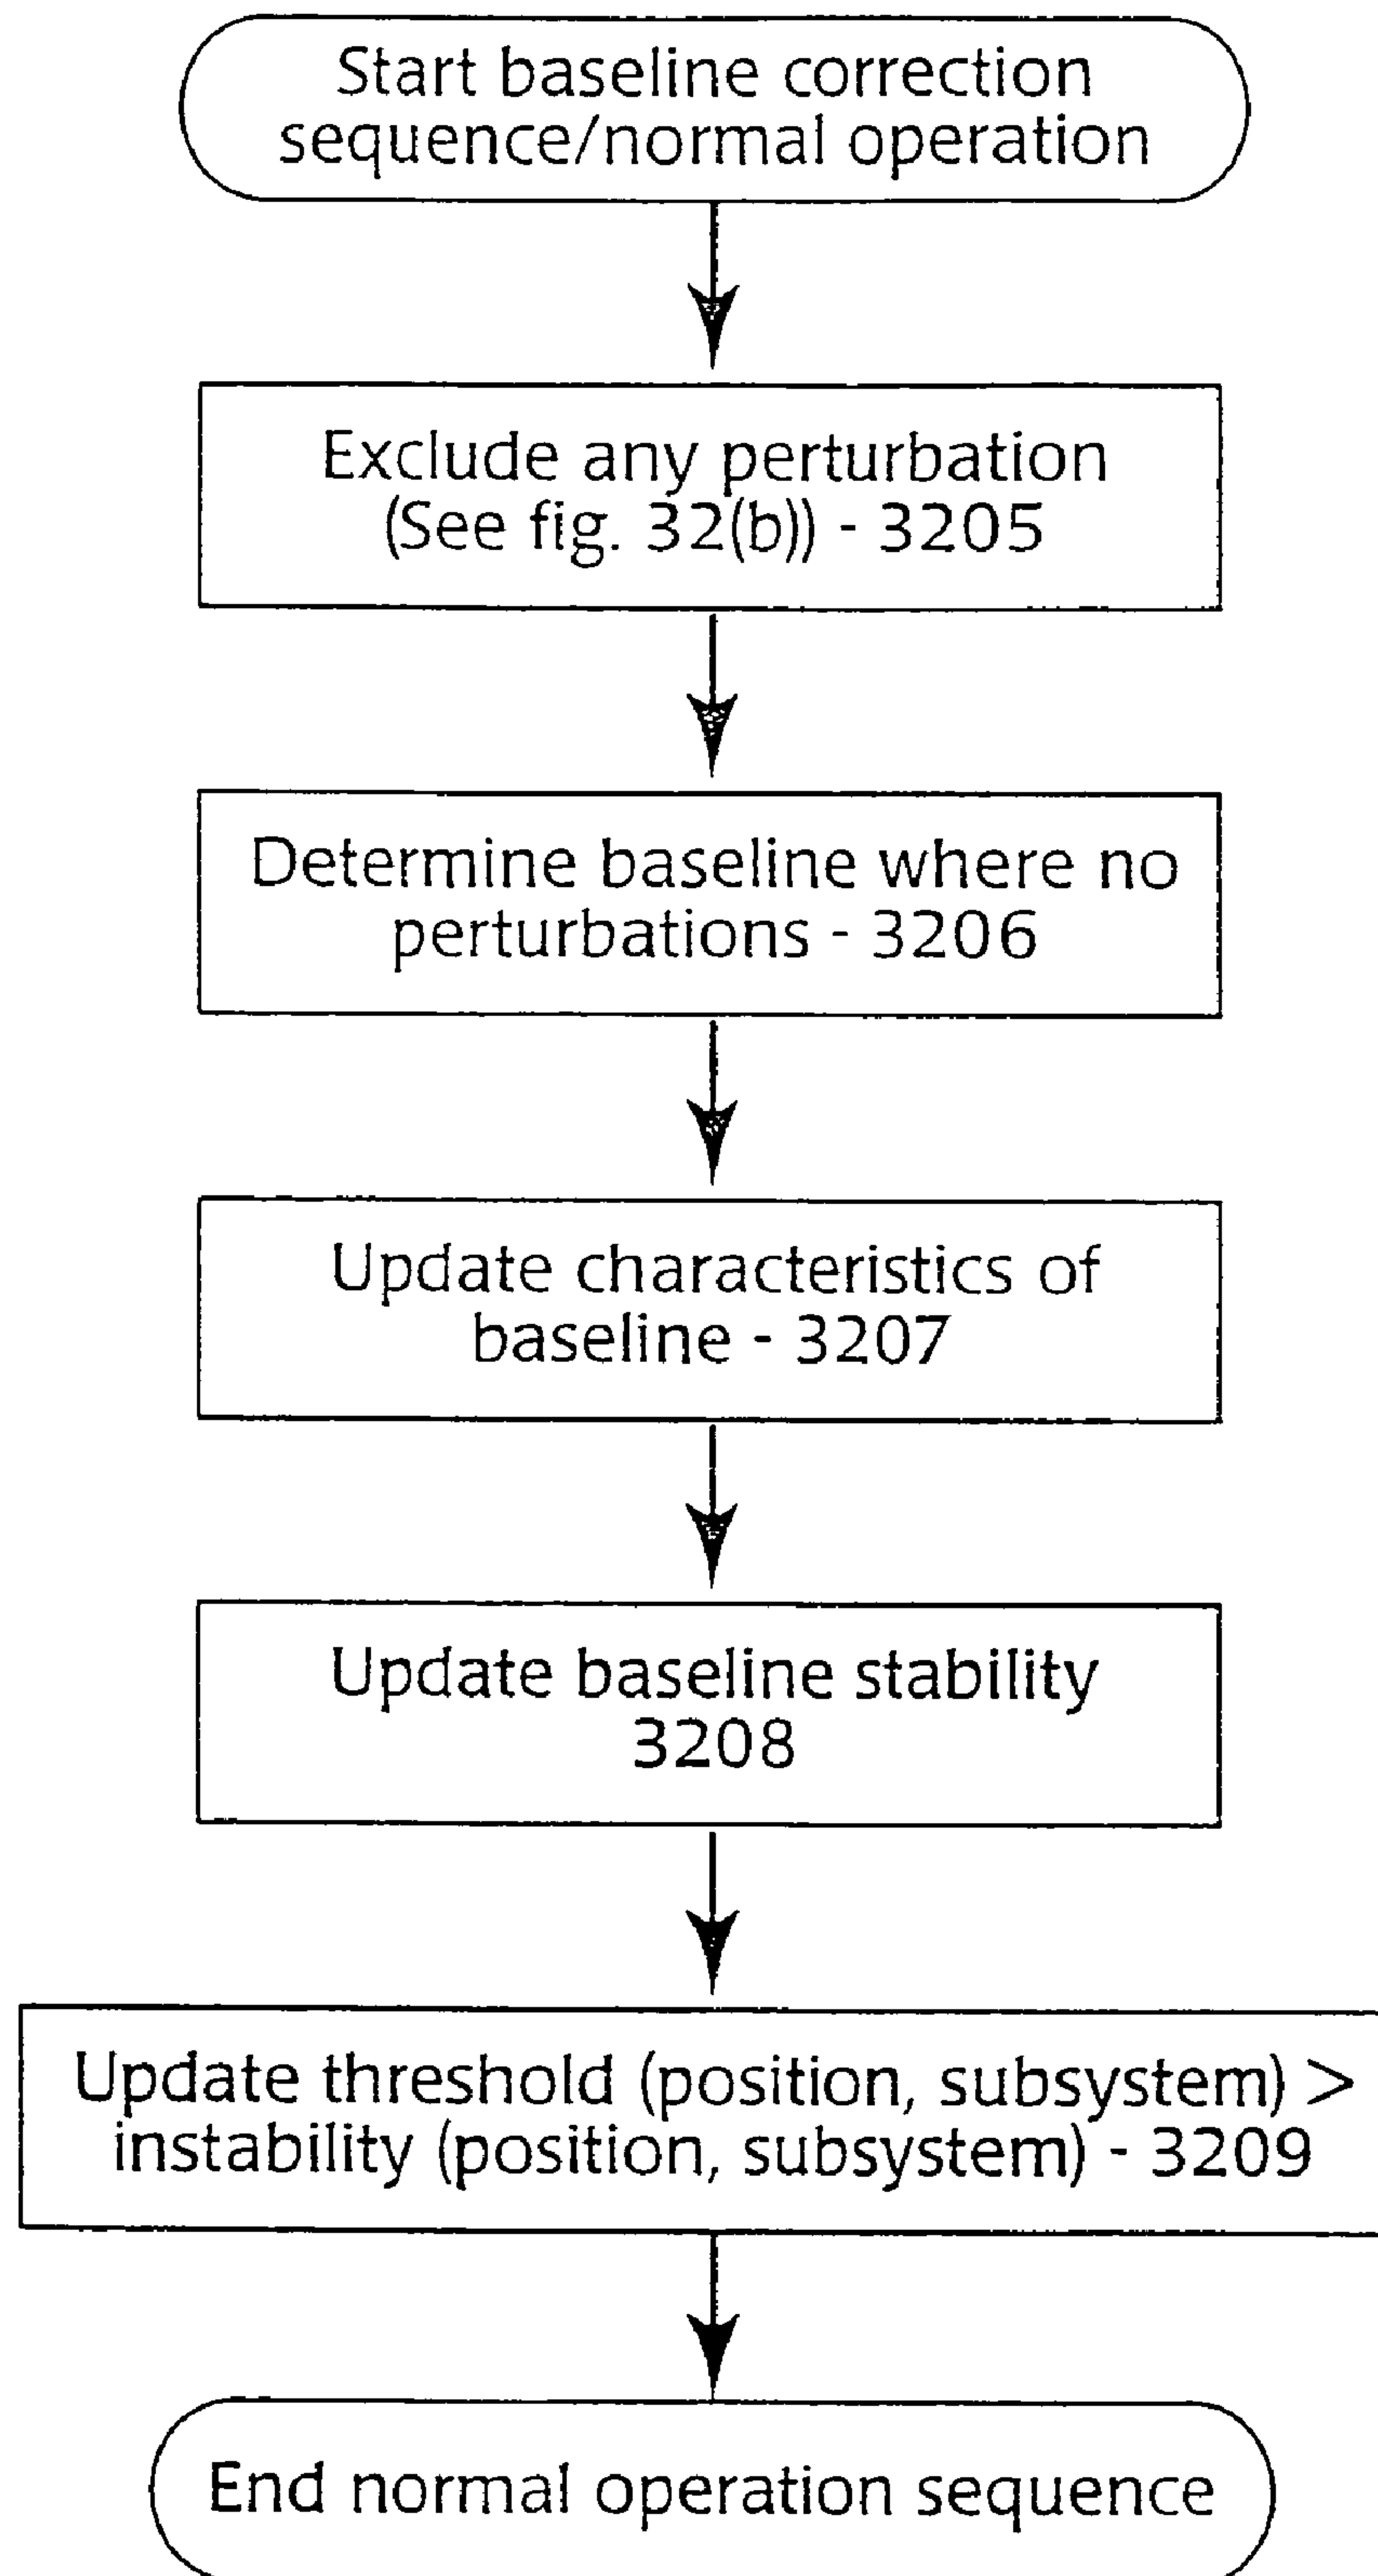 Start baseline correction
sequence/normal operation
Exclude any perturbation
(See fig. 32(b)) - 3205
Determine baseline where no
perturbations - 3206
Update characteristics of
baseline - 3207
Update baseline stability
3208
Update threshold (position, subsystem) >
instability (position, subsystem) - 3209
End normal operation sequence